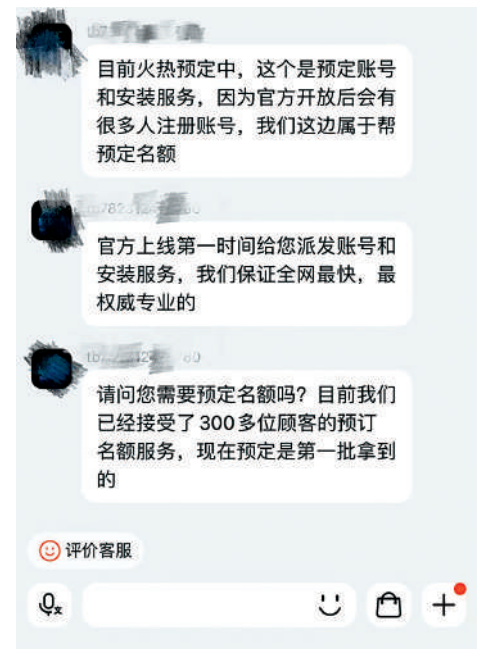 目前火热预定中，这个是预定账号
和安装服务，因为官方开放后会有
很多人注册账号，我们这边属于帮
预定名额
官方上线第一时间给您派发账号和
安装服务，我们保证全网最快，最
权威专业的
请问您需要预定名额吗？目前我们
已经接受了300多位顾客的预订
名额服务，现在预定是第一批拿到
的
评价客服